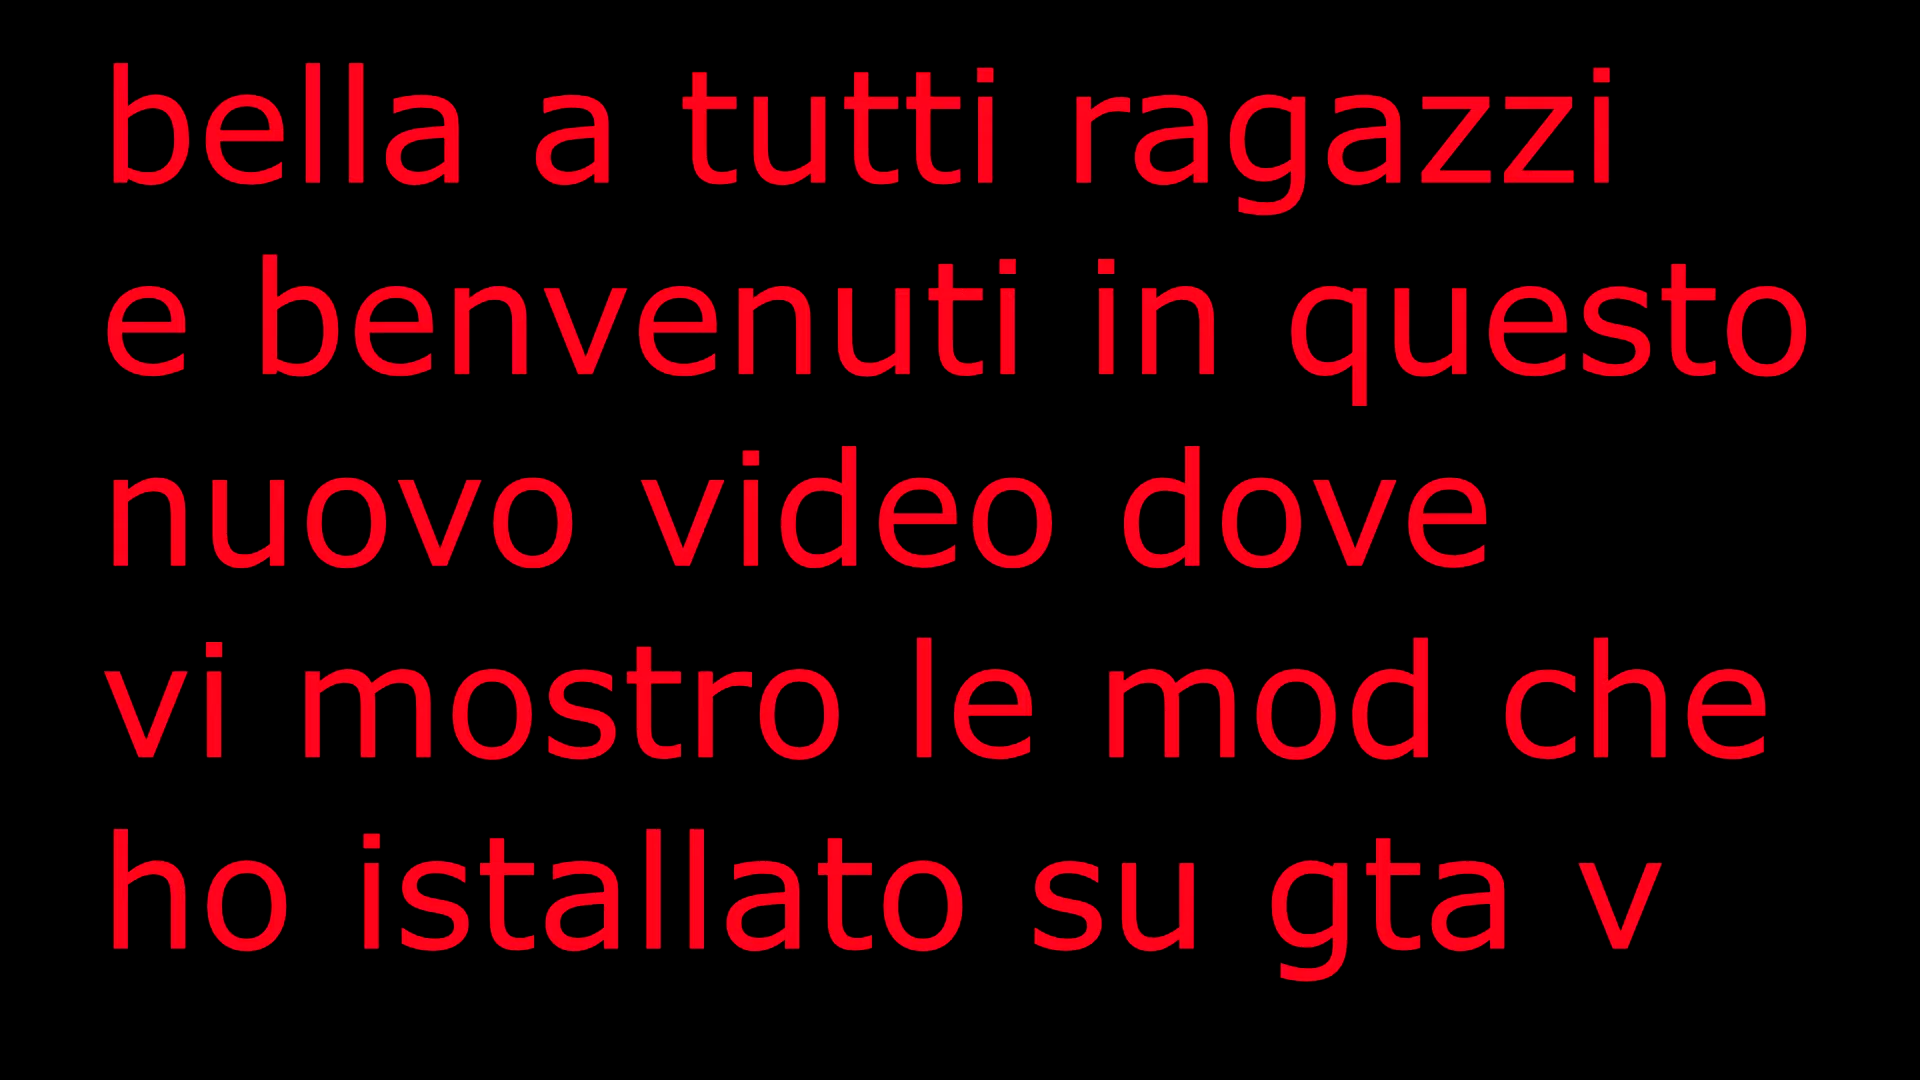 bella a tutti ragazzi
e benvenuti in questo
nuovo video dove
vi mostro le mod che
ho istallato su gta v